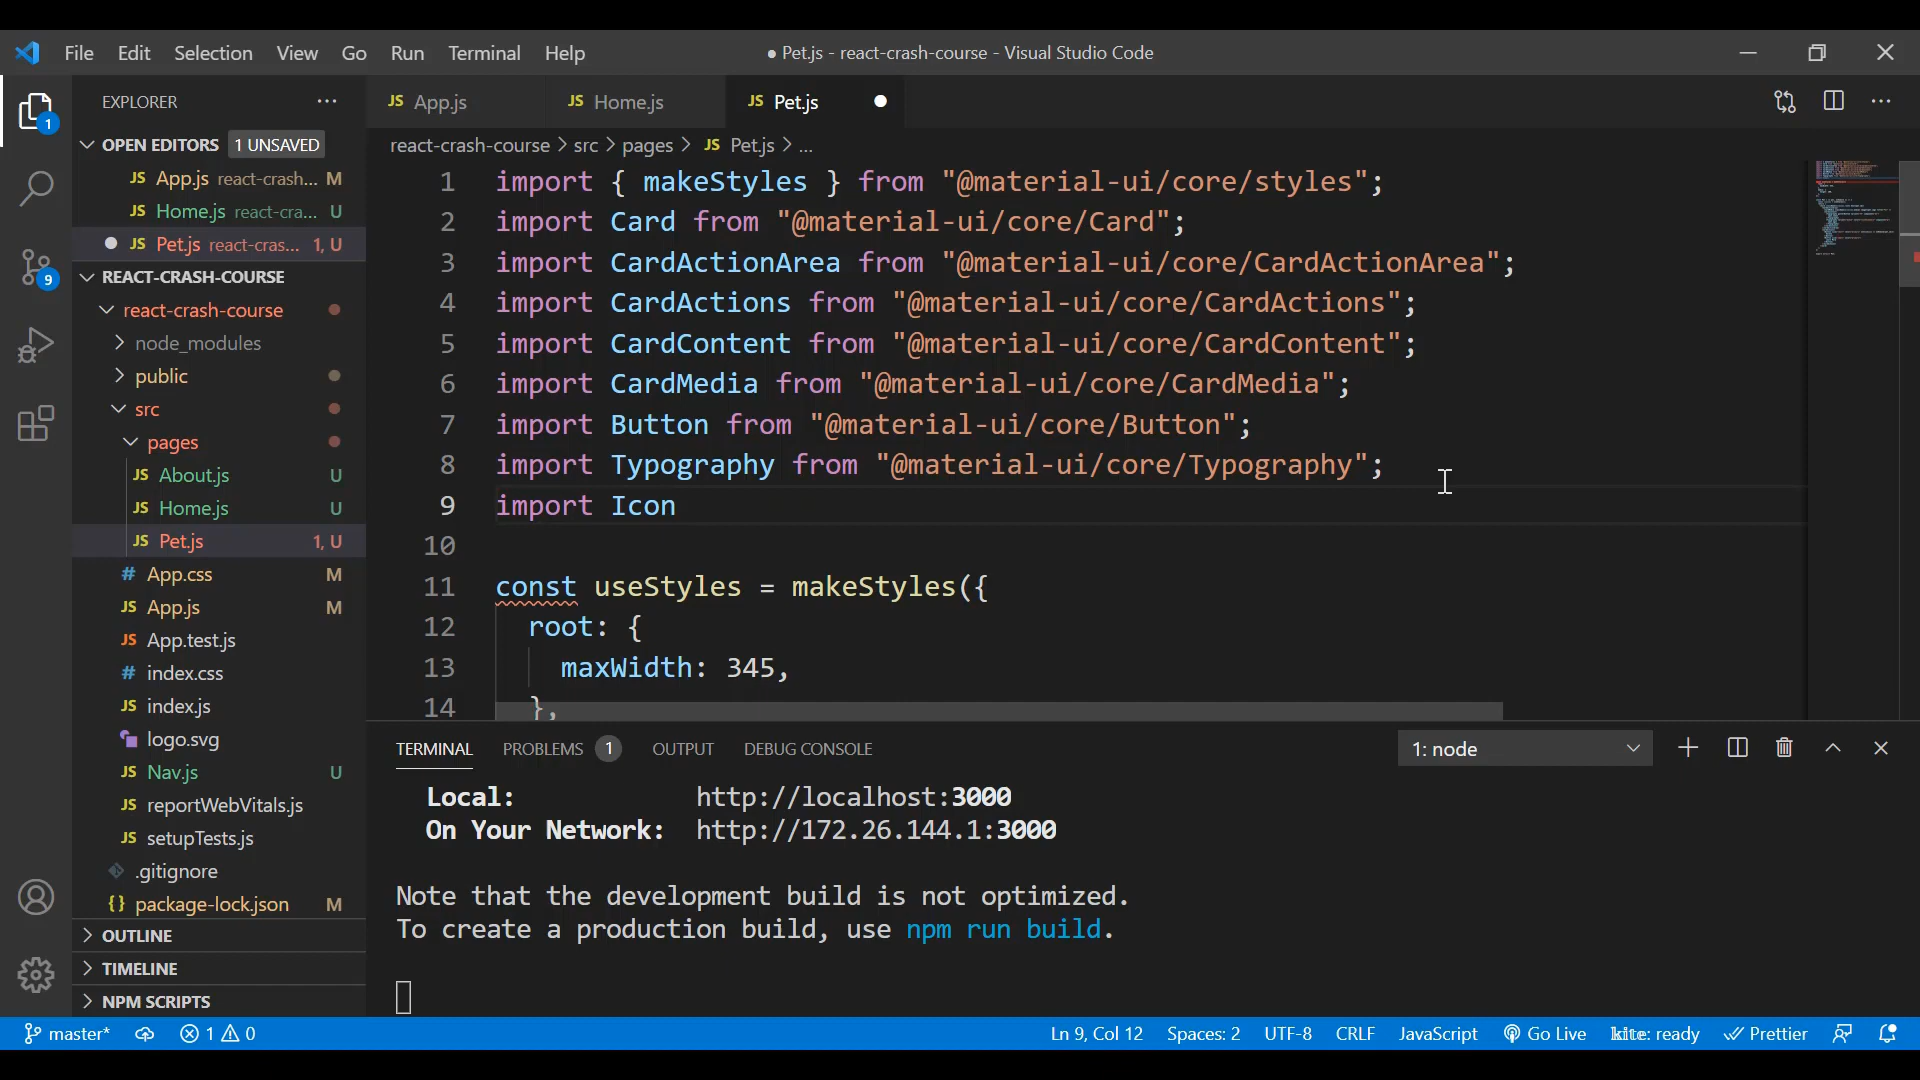 File Edit Selection View Go Run Terminal Help ● Pet.js - react-crash-course - Visual Studio Code
EXPLORER ···
JS App.js JS Home.js JS Pet.js ●
OPEN EDITORS 1 UNSAVED
JS App.js react-crash... M
JS Home.js react-cra... U
● JS Pet.js react-cras... 1, U
REACT-CRASH-COURSE
react-crash-course
node_modules
public
src
pages
JS About.js U
JS Home.js U
JS Pet.js 1, U
# App.css M
JS App.js M
JS App.test.js
# index.css
JS index.js
logo.svg
JS Nav.js U
JS reportWebVitals.js
JS setupTests.js
.gitignore
{} package-lock.json M
OUTLINE
TIMELINE
NPM SCRIPTS
1
9
react-crash-course > src > pages > JS Pet.js > ...
1 import { makeStyles } from "@material-ui/core/styles";
2 import Card from "@material-ui/core/Card";
3 import CardActionArea from "@material-ui/core/CardActionArea";
4 import CardActions from "@material-ui/core/CardActions";
5 import CardContent from "@material-ui/core/CardContent";
6 import CardMedia from "@material-ui/core/CardMedia";
7 import Button from "@material-ui/core/Button";
8 import Typography from "@material-ui/core/Typography";
9 import Icon
10
11 const useStyles = makeStyles({
12 root: {
13 maxWidth: 345,
14 },
TERMINAL PROBLEMS 1 OUTPUT DEBUG CONSOLE 1: node
Local: http://localhost:3000
On Your Network: http://172.26.144.1:3000
Note that the development build is not optimized.
To create a production build, use npm run build.
master* 1 0 Ln 9, Col 12 Spaces: 2 UTF-8 CRLF JavaScript Go Live kite: ready Prettier